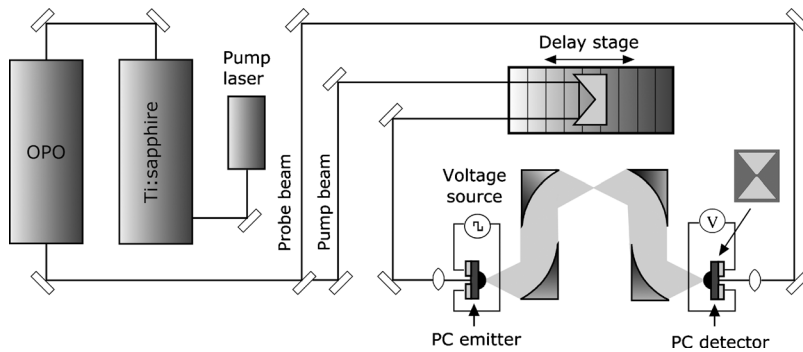 Pump
laser
OPO
Ti:sapphire
Probe beam
Pump beam
Delay stage
Voltage
source
V
PC emitter
PC detector